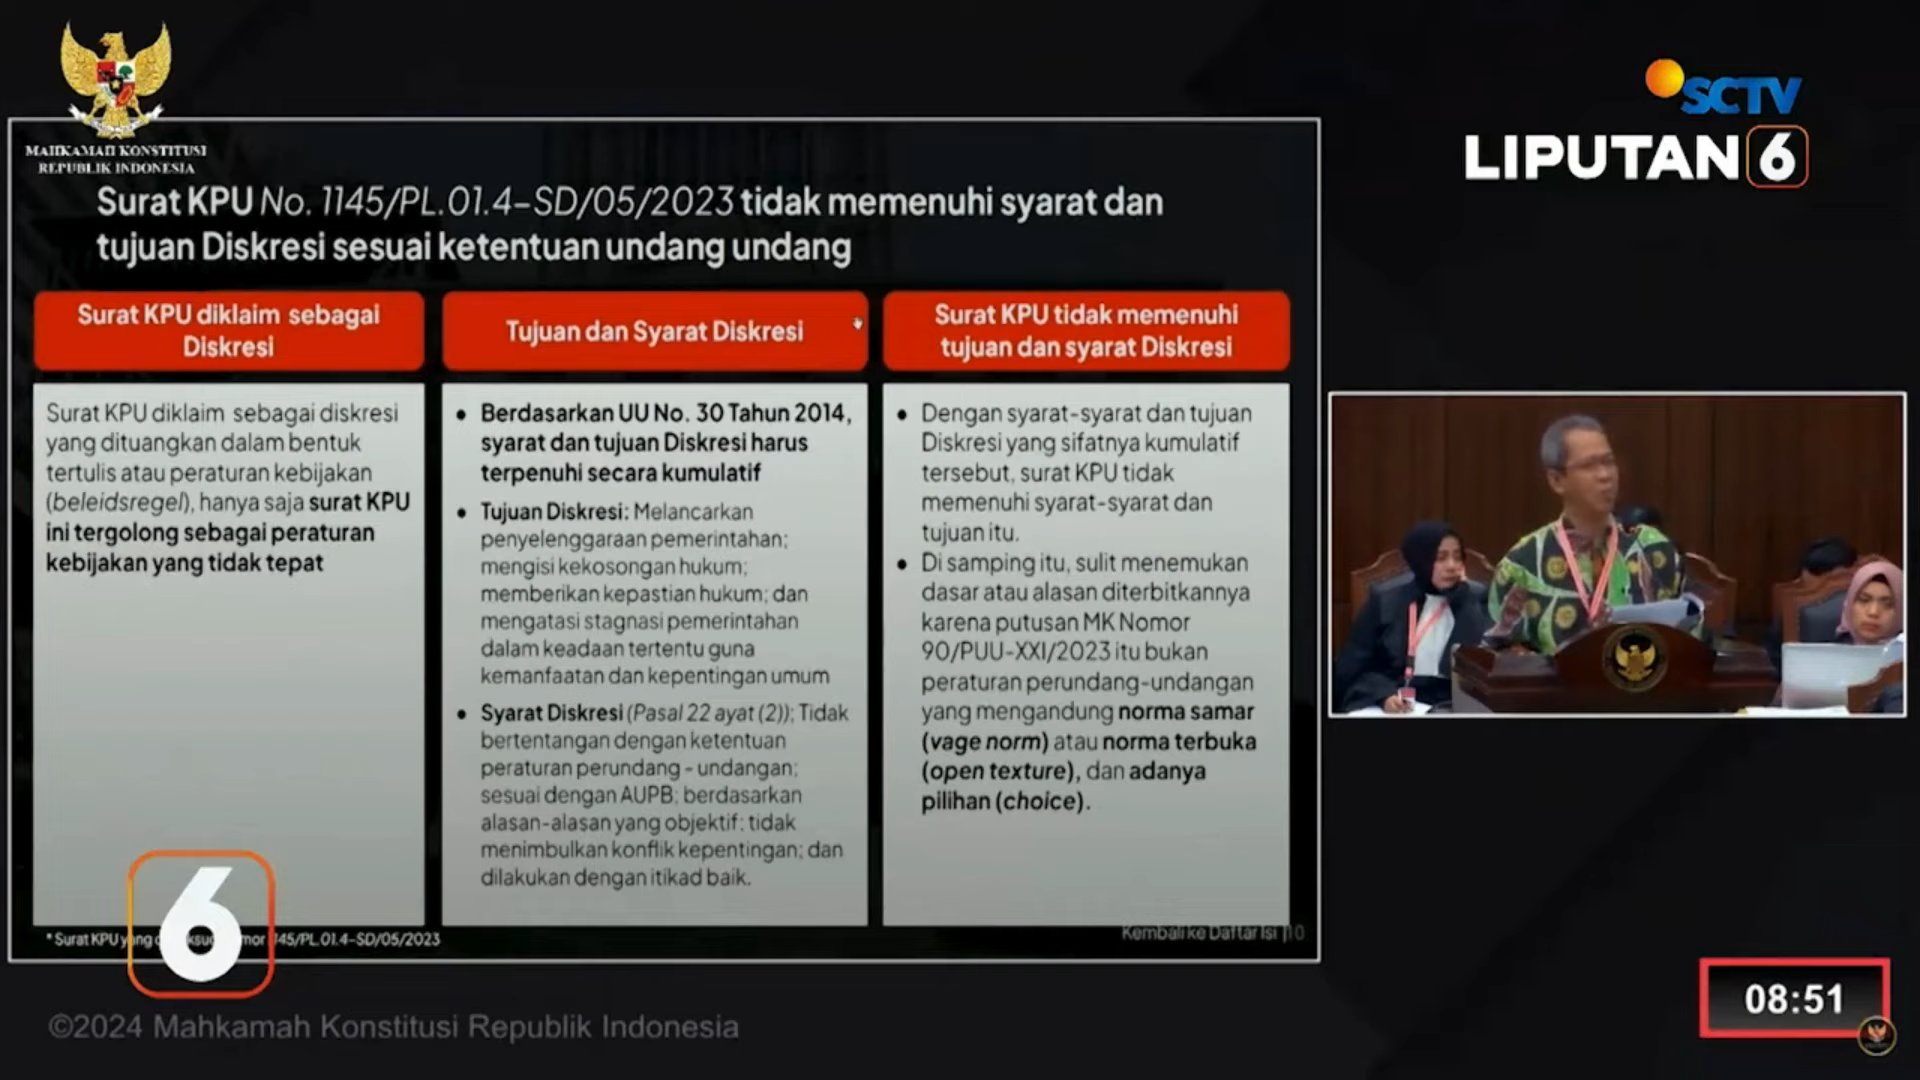 MAHKAMAH KONSTITUSI
REPUBLIK INDONESIA
SCTV
LIPUTAN 6
Surat KPU No. 1145/PL.01.4-SD/05/2023 tidak memenuhi syarat dan
tujuan Diskresi sesuai ketentuan undang undang
Surat KPU diklaim sebagai
Diskresi
Surat KPU diklaim sebagai diskresi
yang dituangkan dalam bentuk
tertulis atau peraturan kebijakan
(beleidsregel), hanya saja surat KPU
ini tergolong sebagai peraturan
kebijakan yang tidak tepat
Tujuan dan Syarat Diskresi
• Berdasarkan UU No. 30 Tahun 2014,
syarat dan tujuan Diskresi harus
terpenuhi secara kumulatif
• Tujuan Diskresi: Melancarkan
penyelenggaraan pemerintahan;
mengisi kekosongan hukum;
memberikan kepastian hukum; dan
mengatasi stagnasi pemerintahan
dalam keadaan tertentu guna
kemanfaatan dan kepentingan umum
• Syarat Diskresi (Pasal 22 ayat (2)); Tidak
bertentangan dengan ketentuan
peraturan perundang - undangan;
sesuai dengan AUPB; berdasarkan
alasan-alasan yang objektif; tidak
menimbulkan konflik kepentingan; dan
dilakukan dengan itikad baik.
Surat KPU tidak memenuhi
tujuan dan syarat Diskresi
• Dengan syarat-syarat dan tujuan
Diskresi yang sifatnya kumulatif
tersebut, surat KPU tidak
memenuhi syarat-syarat dan
tujuan itu.
• Di samping itu, sulit menemukan
dasar atau alasan diterbitkannya
karena putusan MK Nomor
90/PUU-XXI/2023 itu bukan
peraturan perundang-undangan
yang mengandung norma samar
(vage norm) atau norma terbuka
(open texture), dan adanya
pilihan (choice).
* Surat KPU 145/PL.01.4-SD/05/2023
Kembali ke Daftar Isi |10
6
©2024 Mahkamah Konstitusi Republik Indonesia
08:51